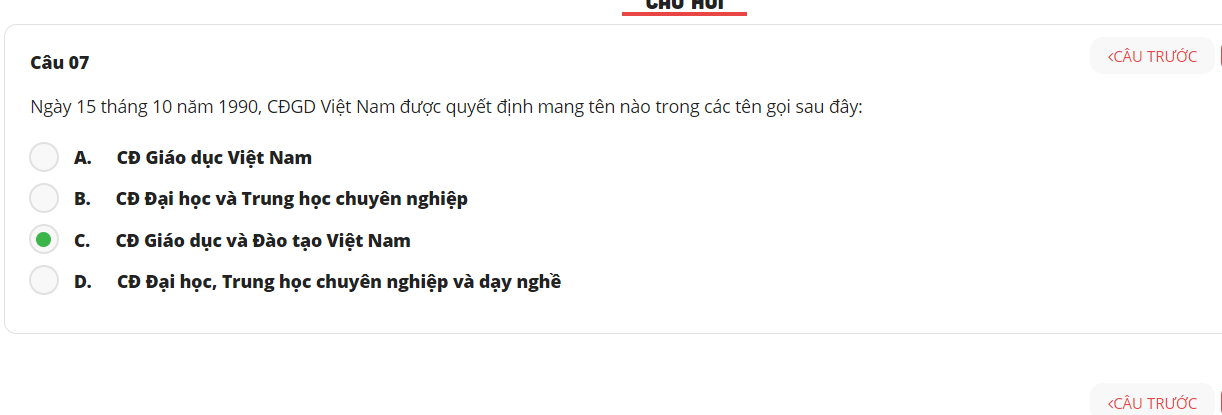 CÂU HỎI
Câu 07
<CÂU TRƯỚC
Ngày 15 tháng 10 năm 1990, CĐGD Việt Nam được quyết định mang tên nào trong các tên gọi sau đây:
A. CĐ Giáo dục Việt Nam
B. CĐ Đại học và Trung học chuyên nghiệp
C. CĐ Giáo dục và Đào tạo Việt Nam
D. CĐ Đại học, Trung học chuyên nghiệp và dạy nghề
<CÂU TRƯỚC